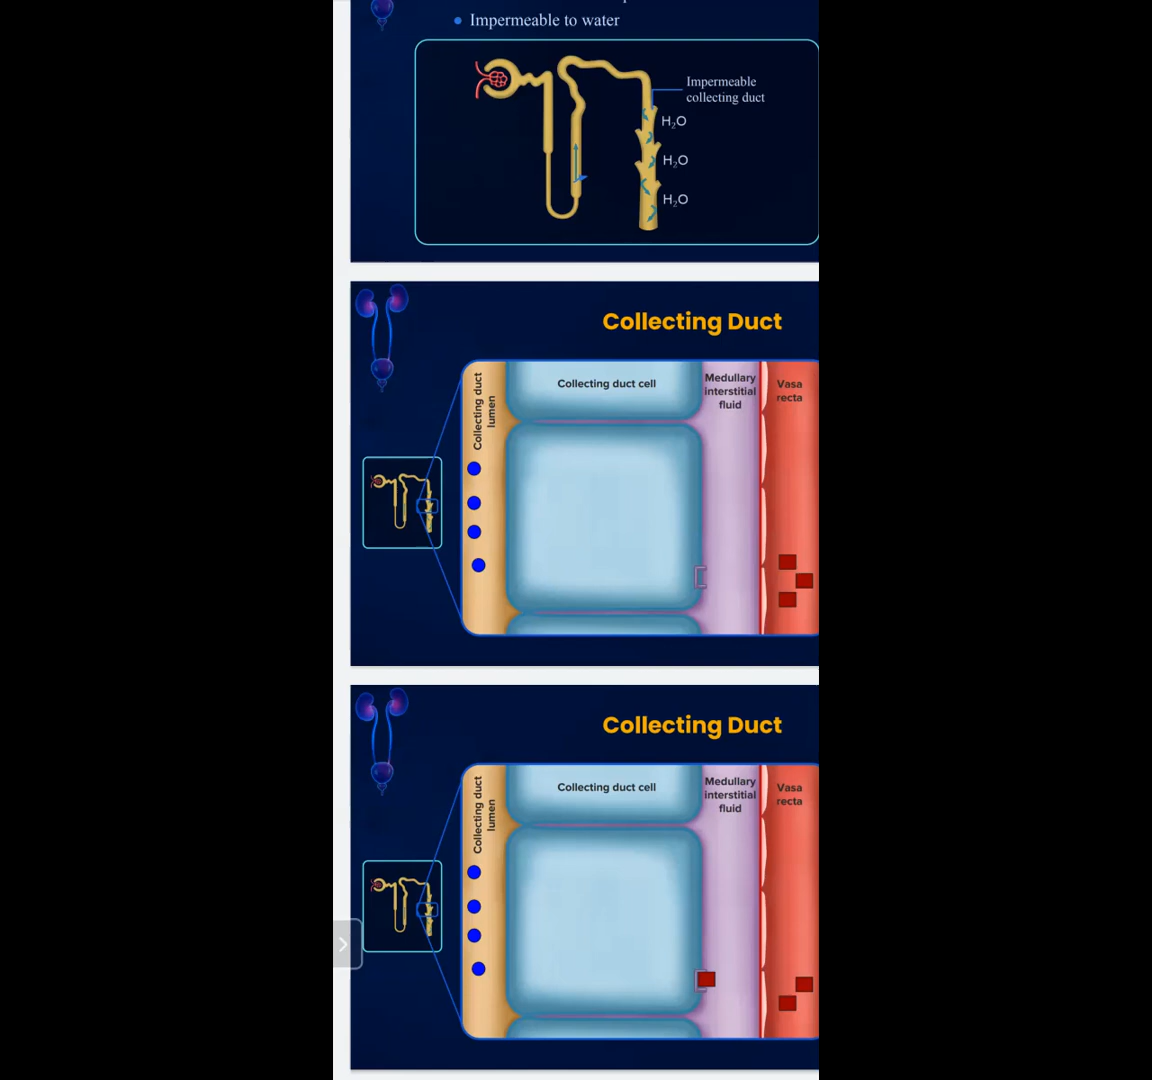 Impermeable to water
Impermeable
collecting duct
H₂O
H₂O
H₂O
Collecting Duct
Collecting duct
lumen
Collecting duct cell
Medullary
interstitial
fluid
Vasa
recta
Collecting Duct
Collecting duct
lumen
Collecting duct cell
Medullary
interstitial
fluid
Vasa
recta